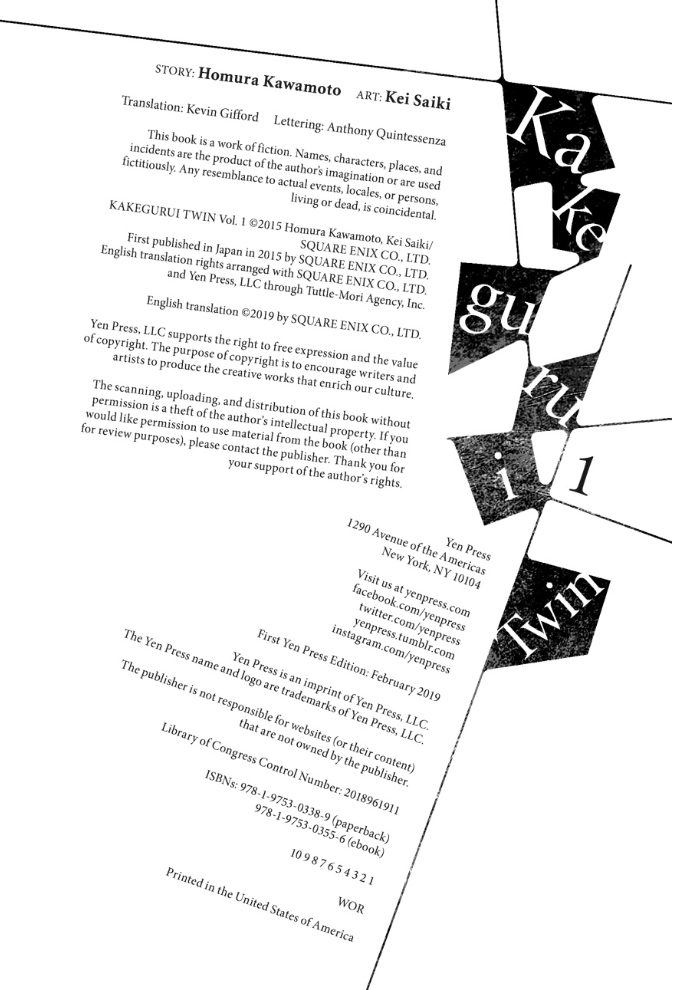 STORY: Homura Kawamoto ART: Kei Saiki
Translation: Kevin Gifford Lettering: Anthony Quintessenza
This book is a work of fiction. Names, characters, places, and
incidents are the product of the author's imagination or are used
fictitiously. Any resemblance to actual events, locales, or persons,
living or dead, is coincidental.
KAKEGURUI TWIN Vol. 1 ©2015 Homura Kawamoto, Kei Saiki/
SQUARE ENIX CO., LTD.
First published in Japan in 2015 by SQUARE ENIX CO., LTD.
English translation rights arranged with SQUARE ENIX CO., LTD.
and Yen Press, LLC through Tuttle-Mori Agency, Inc.
English translation ©2019 by SQUARE ENIX CO., LTD.
Yen Press, LLC supports the right to free expression and the value
of copyright. The purpose of copyright is to encourage writers and
artists to produce the creative works that enrich our culture.
The scanning, uploading, and distribution of this book without
permission is a theft of the author's intellectual property. If you
would like permission to use material from the book (other than
for review purposes), please contact the publisher. Thank you for
your support of the author's rights.
Yen Press
1290 Avenue of the Americas
New York, NY 10104
Visit us at yenpress.com
facebook.com/yenpress
twitter.com/yenpress
yenpress.tumblr.com
instagram.com/yenpress
First Yen Press Edition: February 2019
Yen Press is an imprint of Yen Press, LLC.
The Yen Press name and logo are trademarks of Yen Press, LLC.
The publisher is not responsible for websites (or their content)
that are not owned by the publisher.
Library of Congress Control Number: 2018961911
ISBNs: 978-1-9753-0338-9 (paperback)
978-1-9753-0355-6 (ebook)
10 9 8 7 6 5 4 3 2 1
WOR
Printed in the United States of America
Ka
ke
gu
ru
i 1
Twin